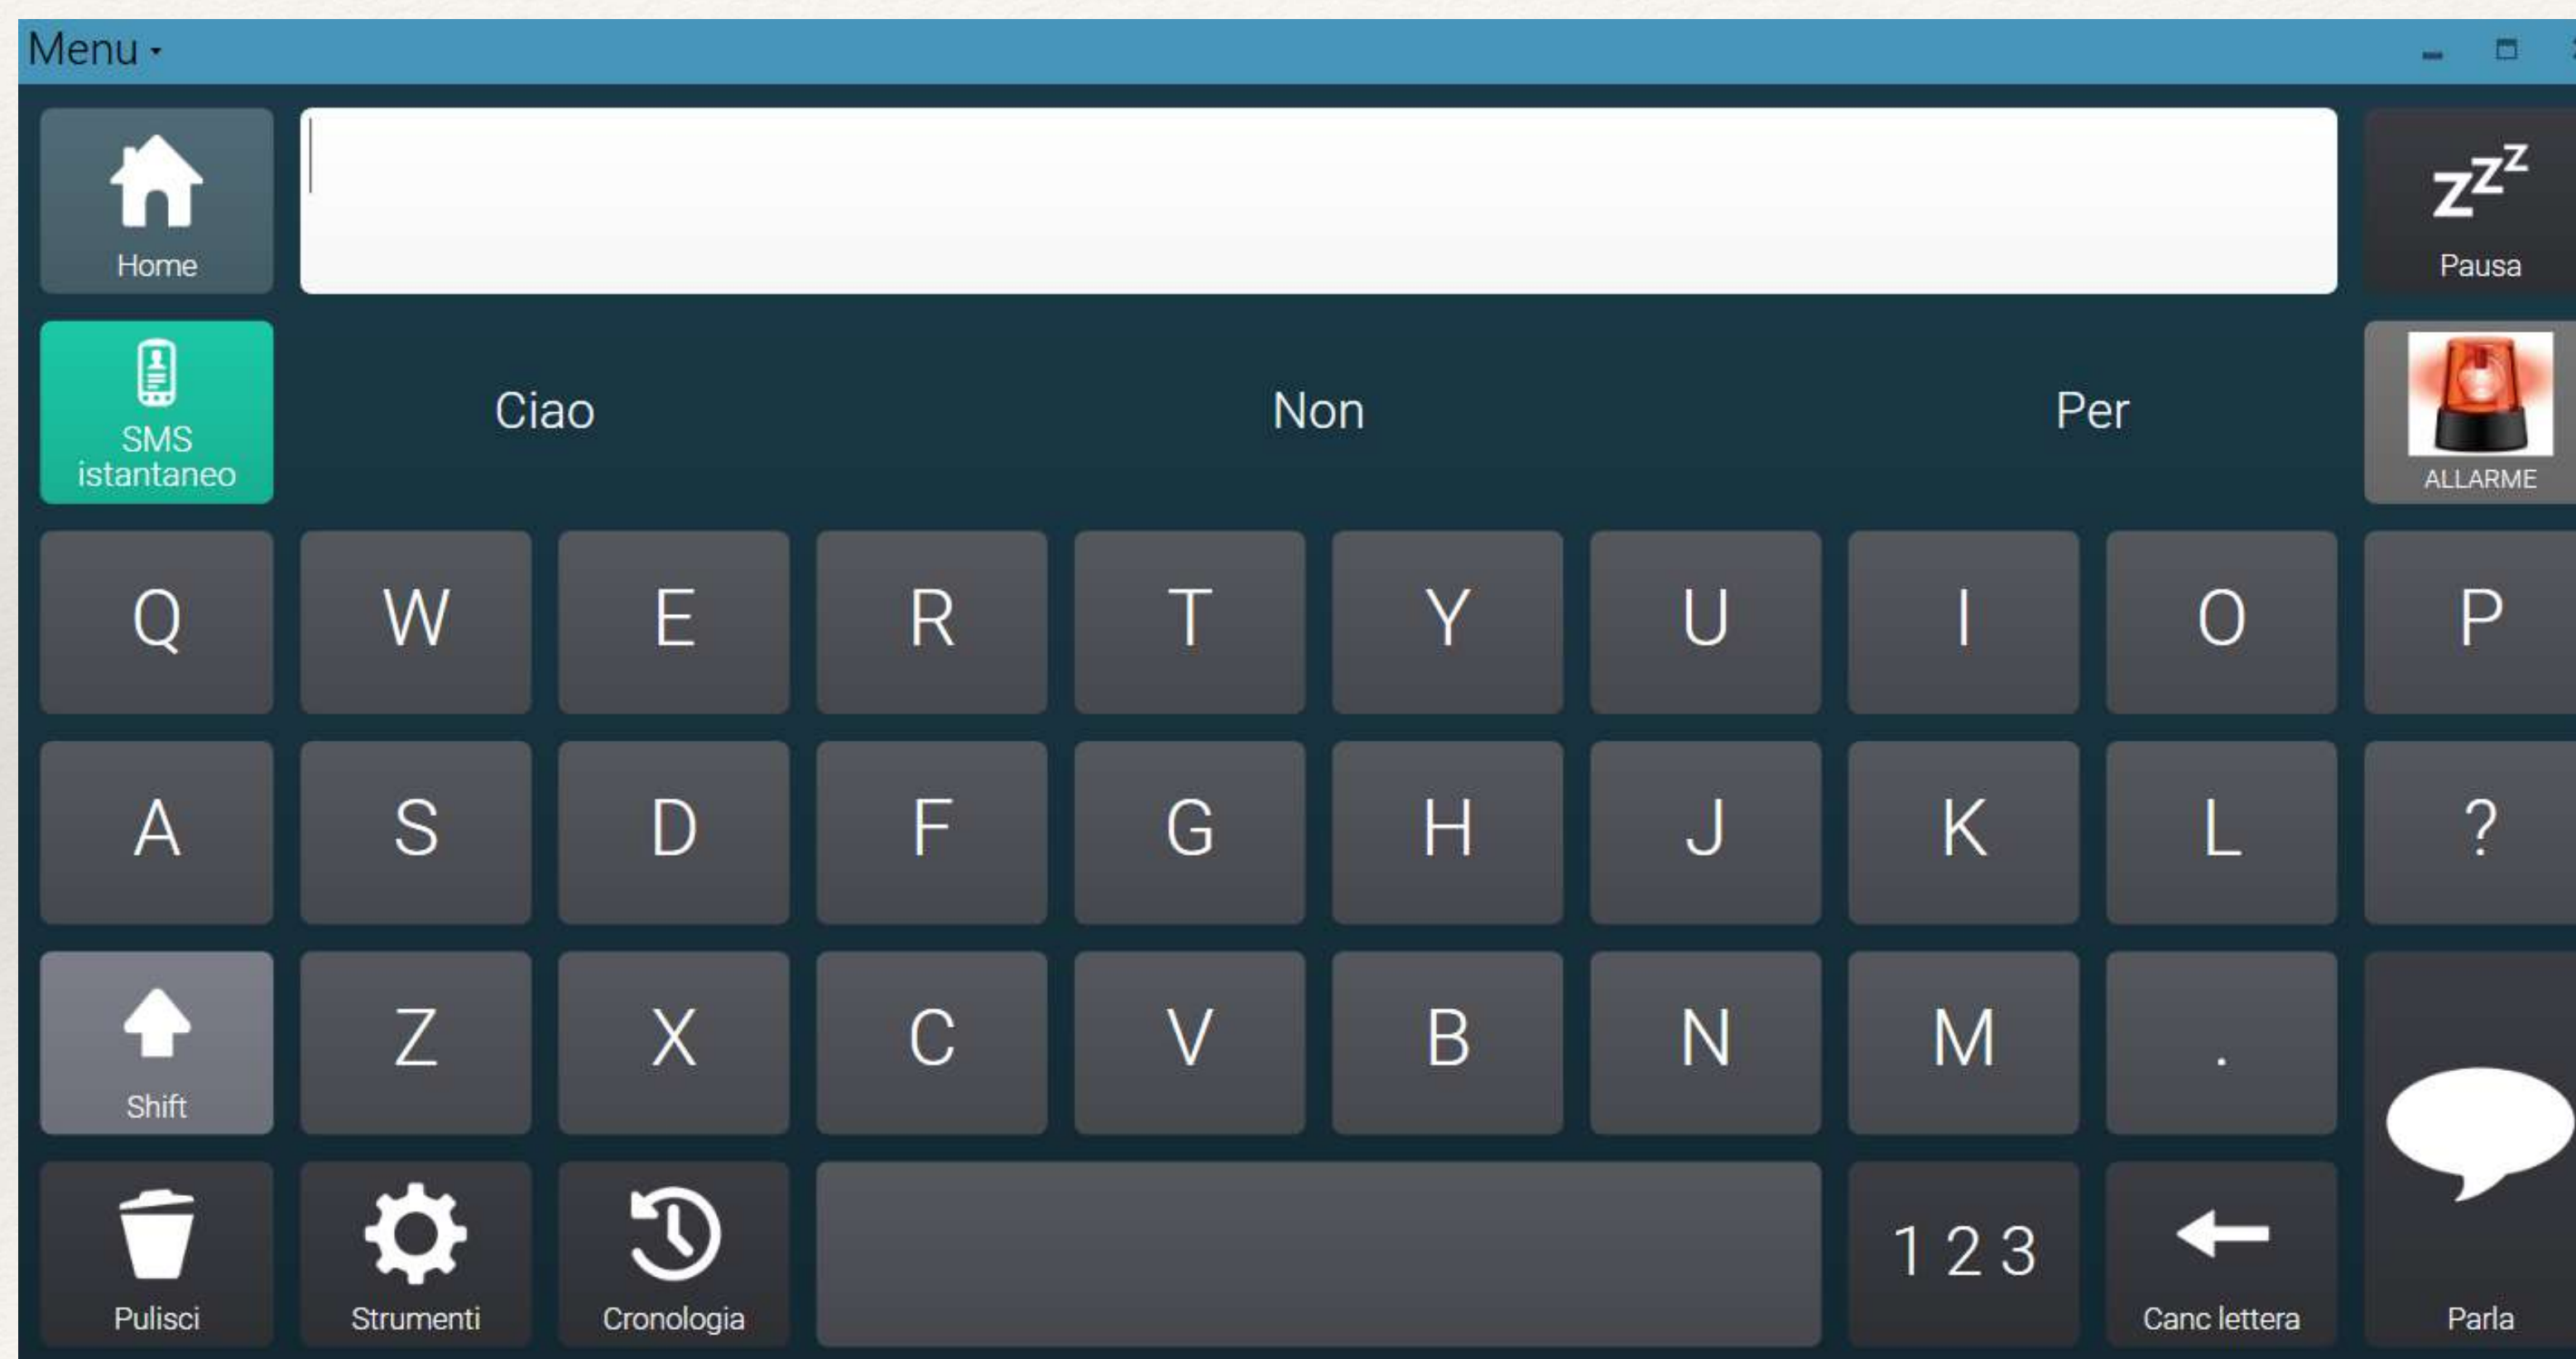 Menu
Home
zzz
Pausa
SMS
istantaneo
Ciao
Non
Per
ALLARME
Q W E R T Y U I O P
A S D F G H J K L ?
Shift
Z X C V B N M .
Pulisci
Strumenti
Cronologia
1 2 3
Canc lettera
Parla